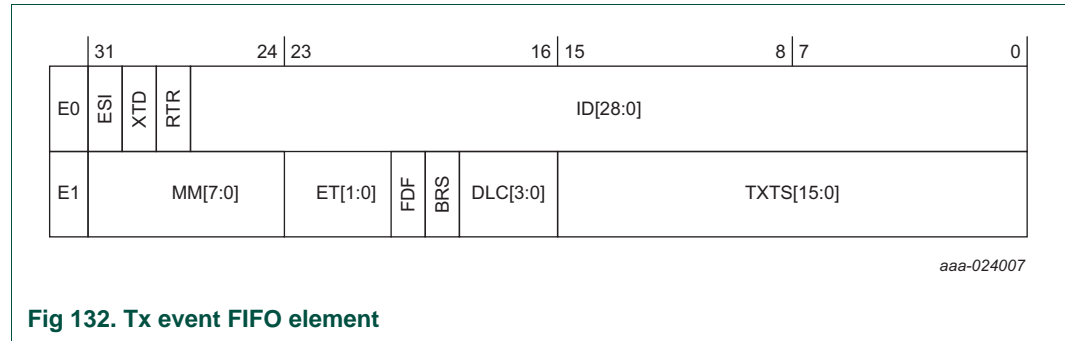 31 24 23 16 15 8 7 0
E0 ESI XTD RTR ID[28:0]
E1 MM[7:0] ET[1:0] FDF BRS DLC[3:0] TXTS[15:0]
aaa-024007
Fig 132. Tx event FIFO element